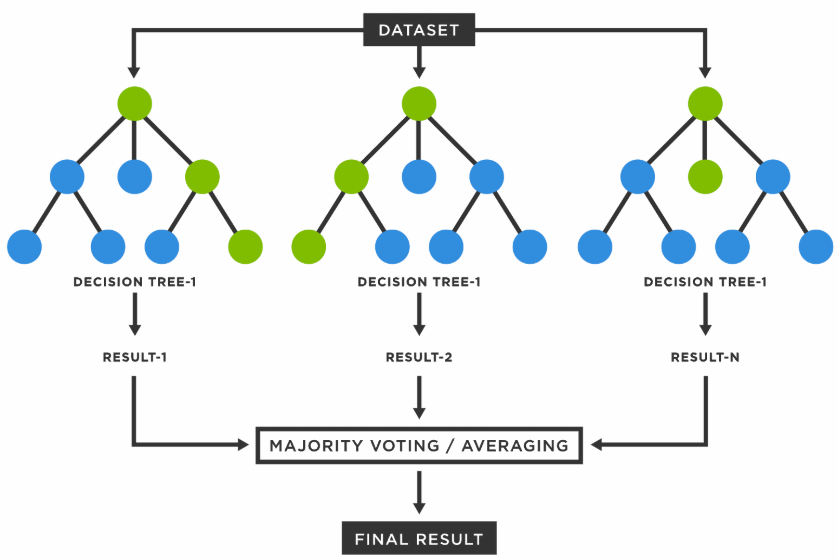 DATASET
DECISION TREE-1
DECISION TREE-1
DECISION TREE-1
RESULT-1
RESULT-2
RESULT-N
MAJORITY VOTING / AVERAGING
FINAL RESULT